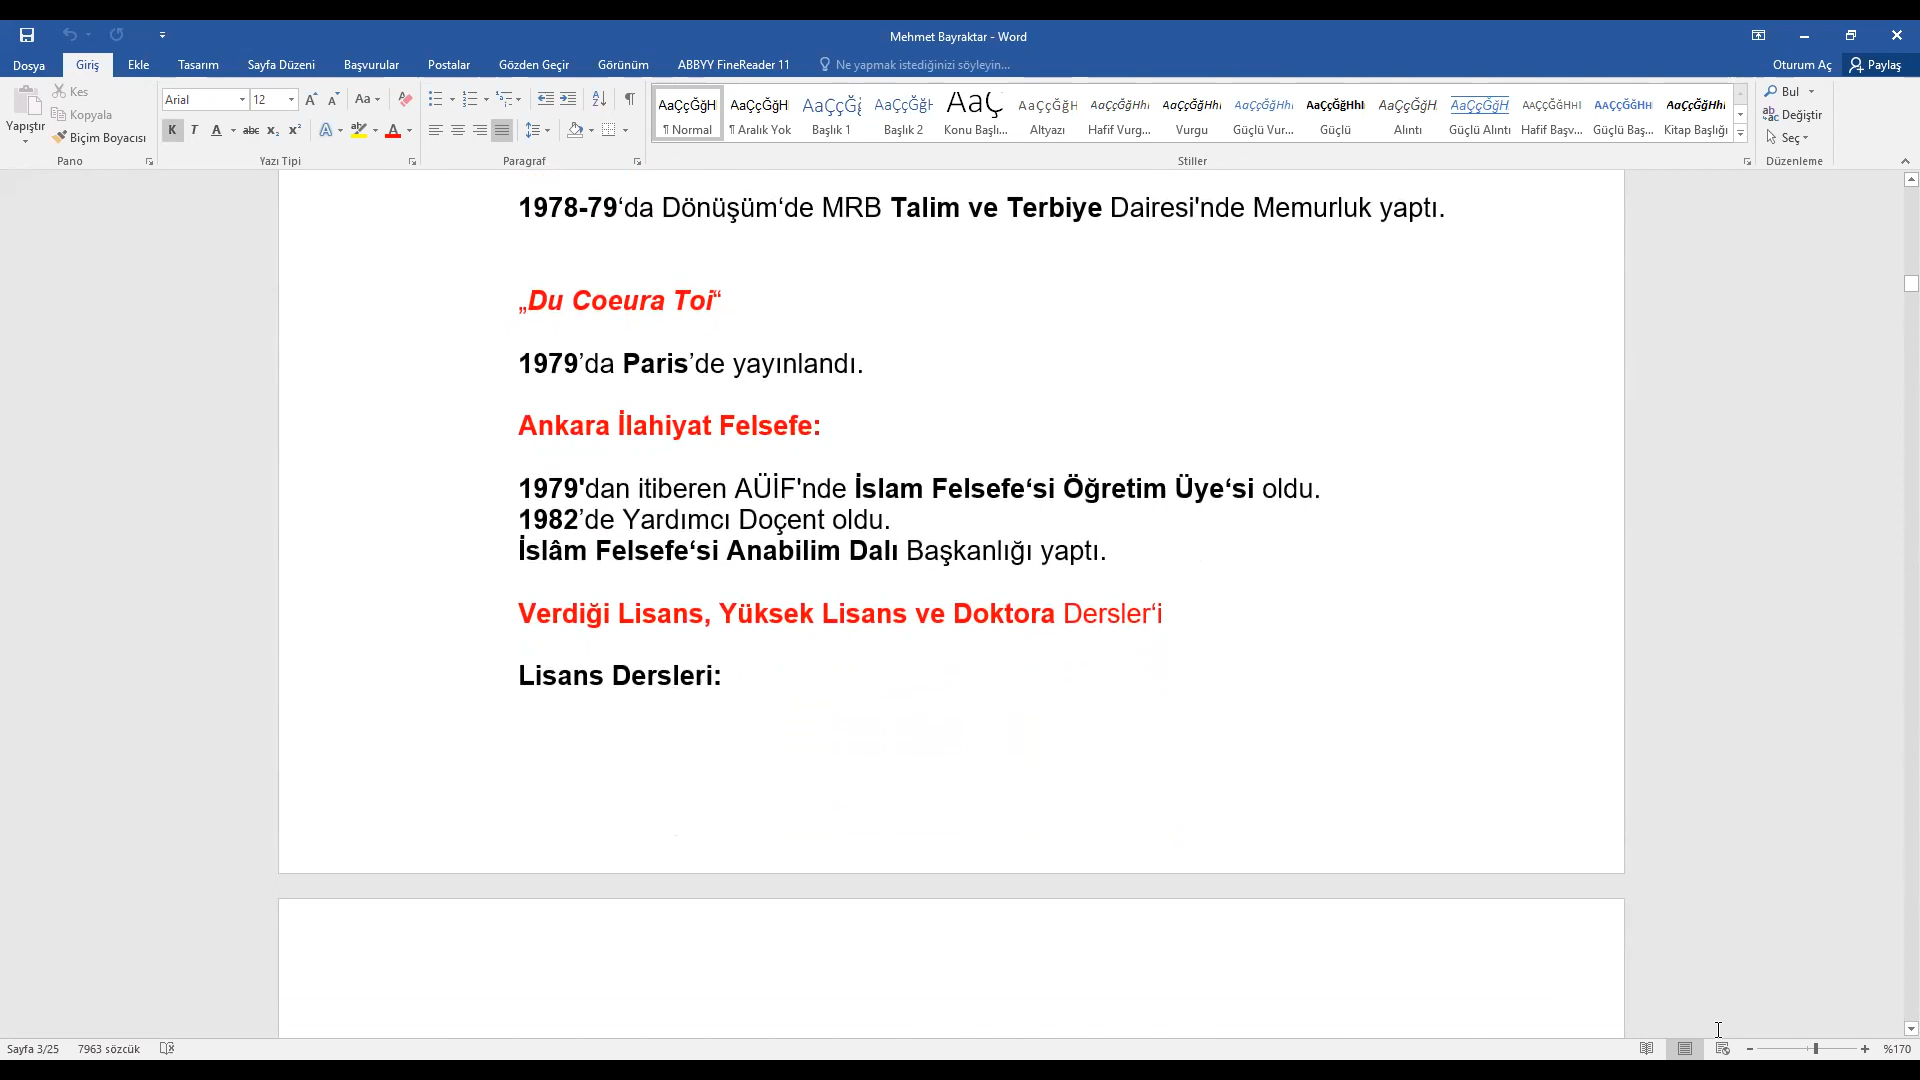 Mehmet Bayraktar - Word
Dosya Giriş Ekle Tasarım Sayfa Düzeni Başvurular Postalar Gözden Geçir Görünüm ABBYY FineReader 11 Ne yapmak istediğinizi söyleyin... Oturum Aç Paylaş
Yapıştır
Kes
Kopyala
Biçim Boyacısı
Pano
Arial 12
Yazı Tipi
Paragraf
AaÇçĞğH AaÇçĞğH AaÇçĞğ AaÇçĞğH AaÇ AaÇçĞğH AaÇçĞğHh AaÇçĞğHh AaÇçĞğHh AaÇçĞğHh AaÇçĞğH AaÇçĞğH AAÇÇĞĞHH AAÇÇĞĞHH AaÇçĞğHh
¶ Normal ¶ Aralık Yok Başlık 1 Başlık 2 Konu Başlı... Altyazı Hafif Vurg... Vurgu Güçlü Vur... Güçlü Alıntı Güçlü Alıntı Hafif Başv... Güçlü Baş... Kitap Başlığı
Stiller
Bul
Değiştir
Seç
Düzenleme
1978-79‘da Dönüşüm‘de MRB Talim ve Terbiye Dairesi'nde Memurluk yaptı.
„Du Coeura Toi“
1979’da Paris’de yayınlandı.
Ankara İlahiyat Felsefe:
1979'dan itiberen AÜİF'nde İslam Felsefe‘si Öğretim Üye‘si oldu.
1982’de Yardımcı Doçent oldu.
İslâm Felsefe‘si Anabilim Dalı Başkanlığı yaptı.
Verdiği Lisans, Yüksek Lisans ve Doktora Dersler‘i
Lisans Dersleri:
Sayfa 3/25 7963 sözcük %170